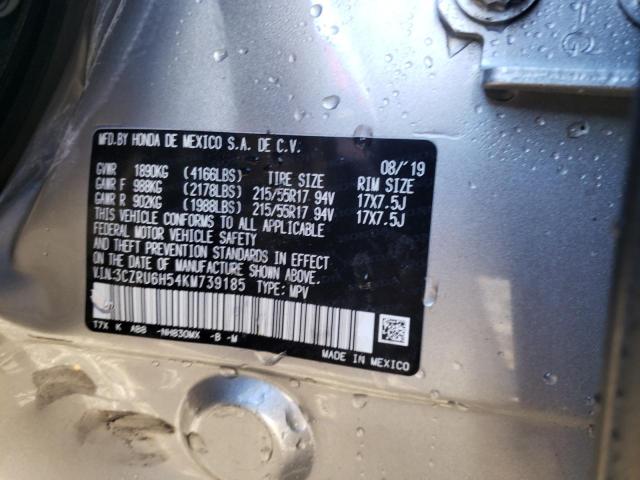 MFD.BY HONDA DE MEXICO S.A. DE C.V.
08/'19
GVWR 1890KG (4166LBS) TIRE SIZE RIM SIZE
GAWR F 988KG (2178LBS) 215/55R17 94V 17X7.5J
GAWR R 902KG (1988LBS) 215/55R17 94V 17X7.5J
THIS VEHICLE CONFORMS TO ALL APPLICABLE
FEDERAL MOTOR VEHICLE SAFETY
AND THEFT PREVENTION STANDARDS IN EFFECT
ON THE DATE OF MANUFACTURE SHOWN ABOVE.
V.I.N:3CZRU6H54KM739185 TYPE: MPV
T7X K ABB -NH830MX -B -M
MADE IN MEXICO